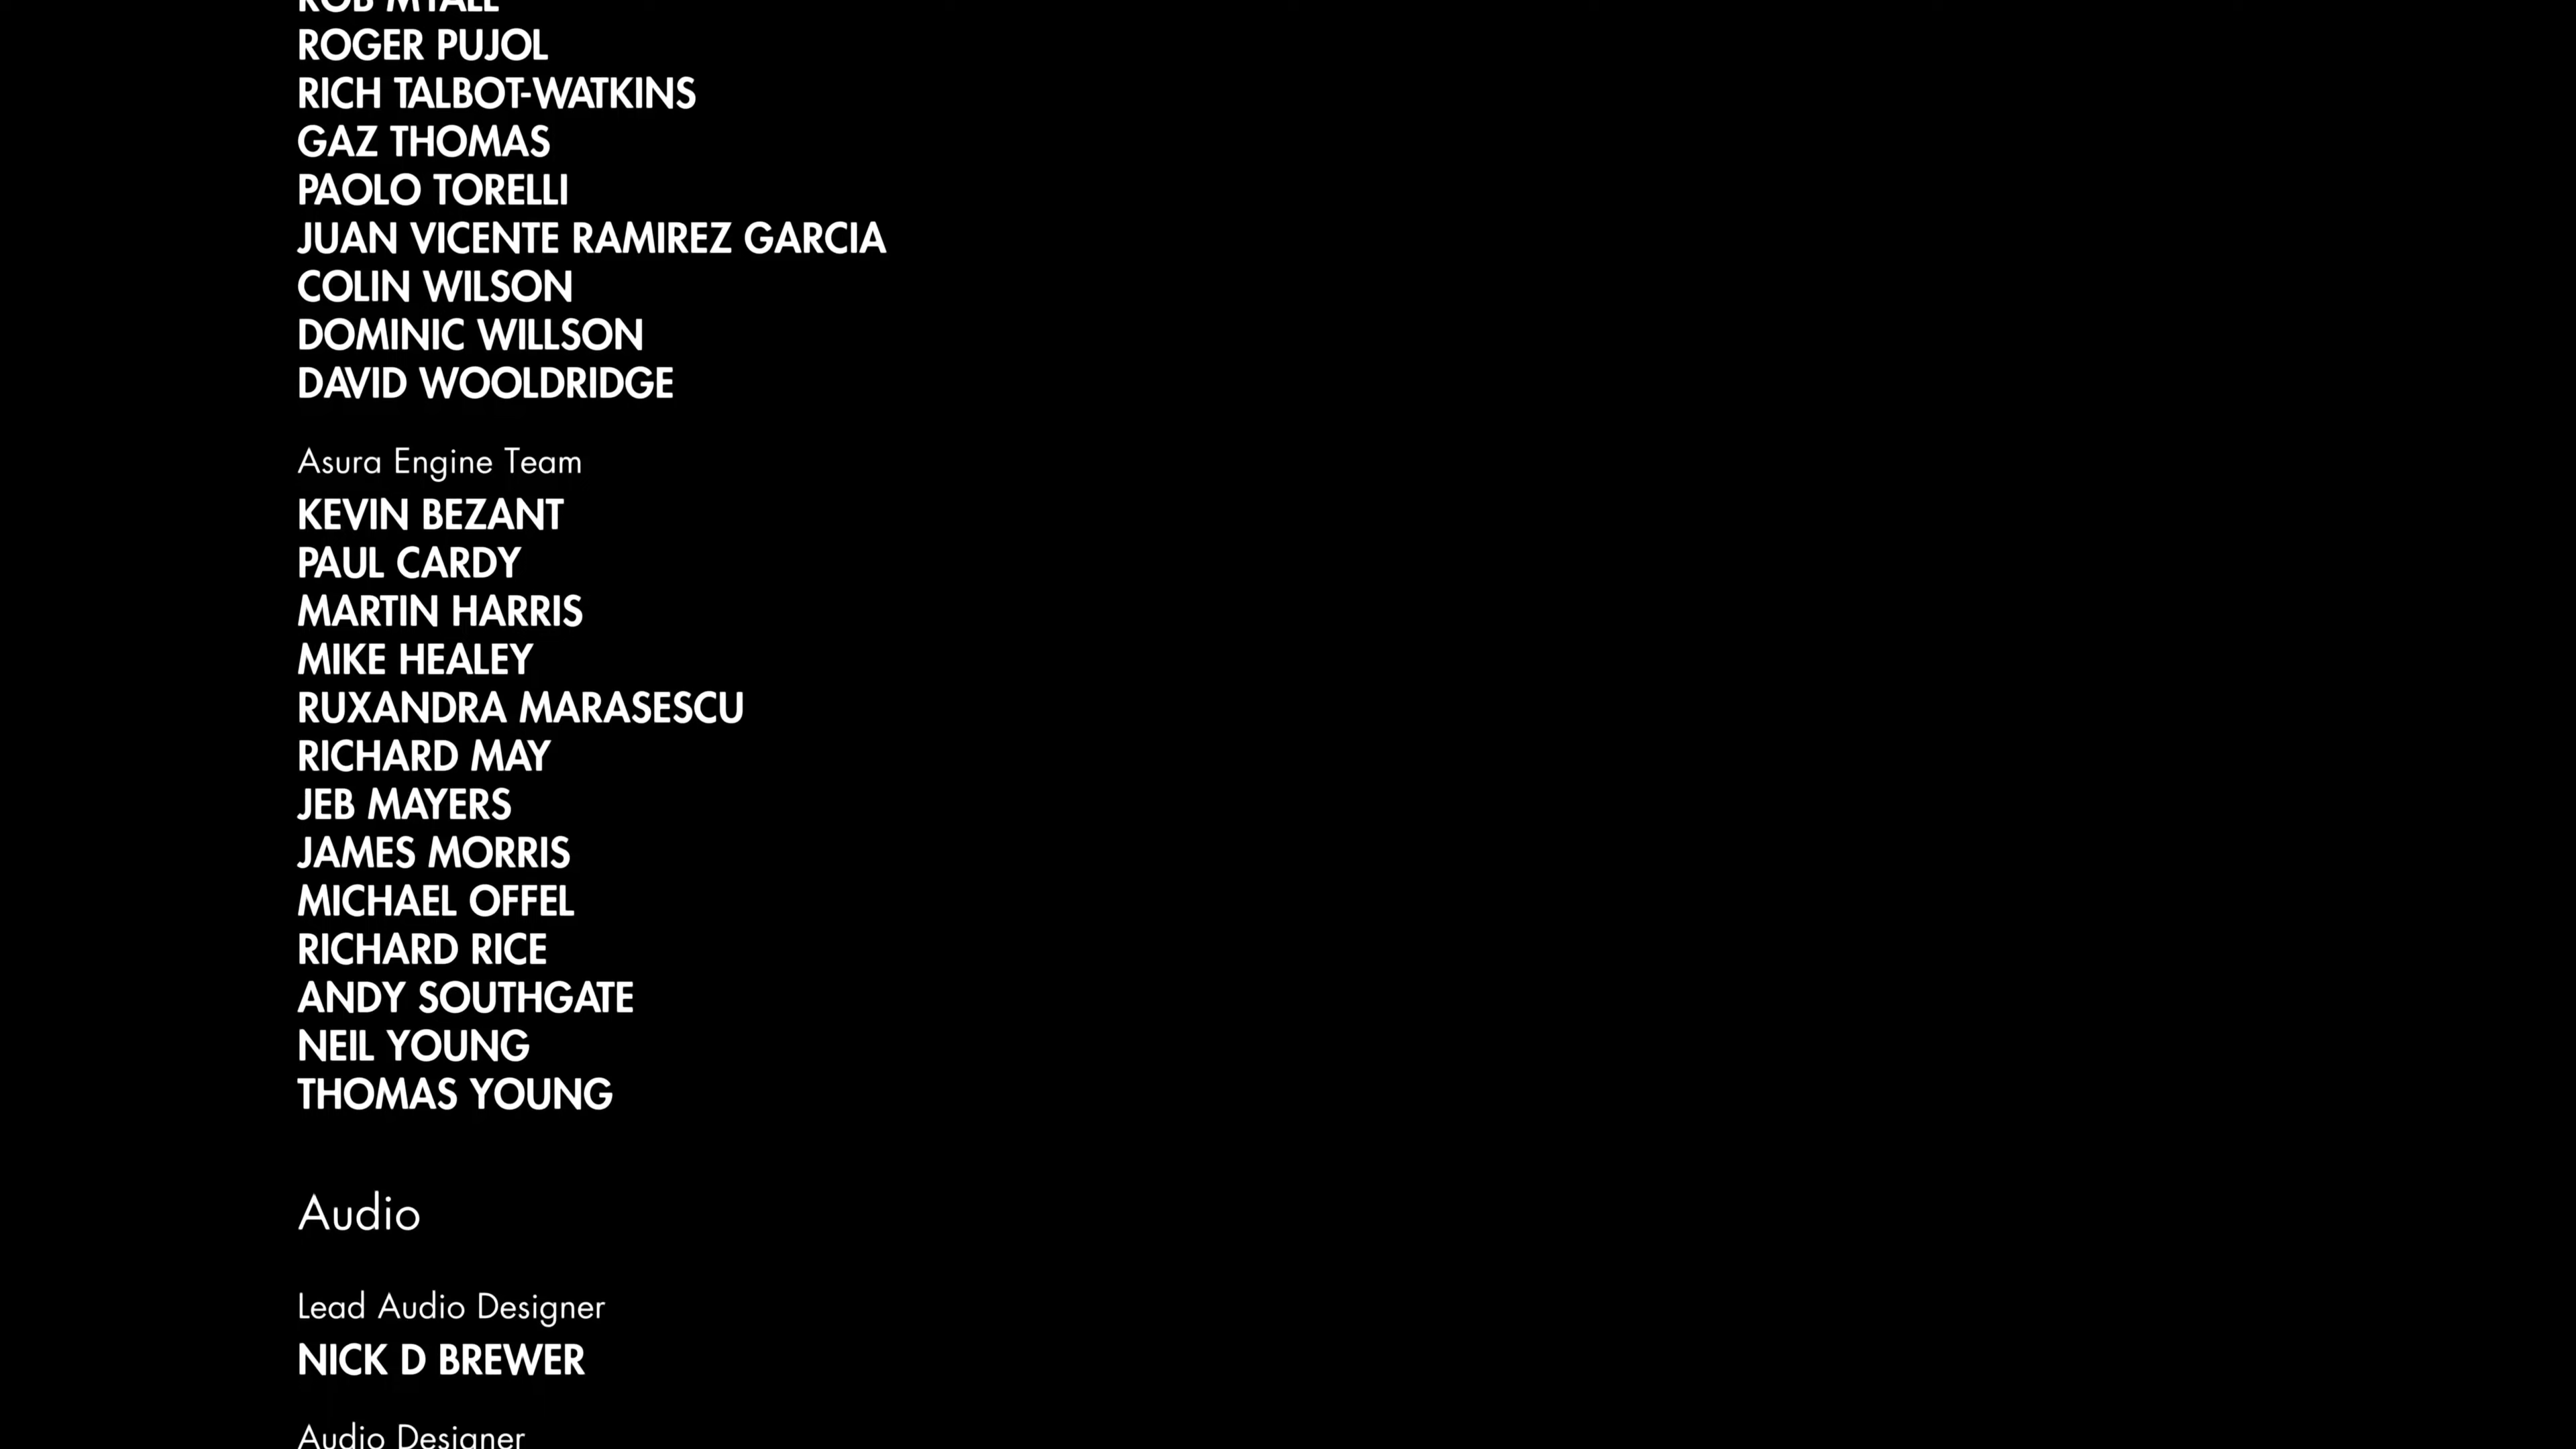 ROB MYALL
ROGER PUJOL
RICH TALBOT-WATKINS
GAZ THOMAS
PAOLO TORELLI
JUAN VICENTE RAMIREZ GARCIA
COLIN WILSON
DOMINIC WILLSON
DAVID WOOLDRIDGE
Asura Engine Team
KEVIN BEZANT
PAUL CARDY
MARTIN HARRIS
MIKE HEALEY
RUXANDRA MARASESCU
RICHARD MAY
JEB MAYERS
JAMES MORRIS
MICHAEL OFFEL
RICHARD RICE
ANDY SOUTHGATE
NEIL YOUNG
THOMAS YOUNG
Audio
Lead Audio Designer
NICK D BREWER
Audio Designer